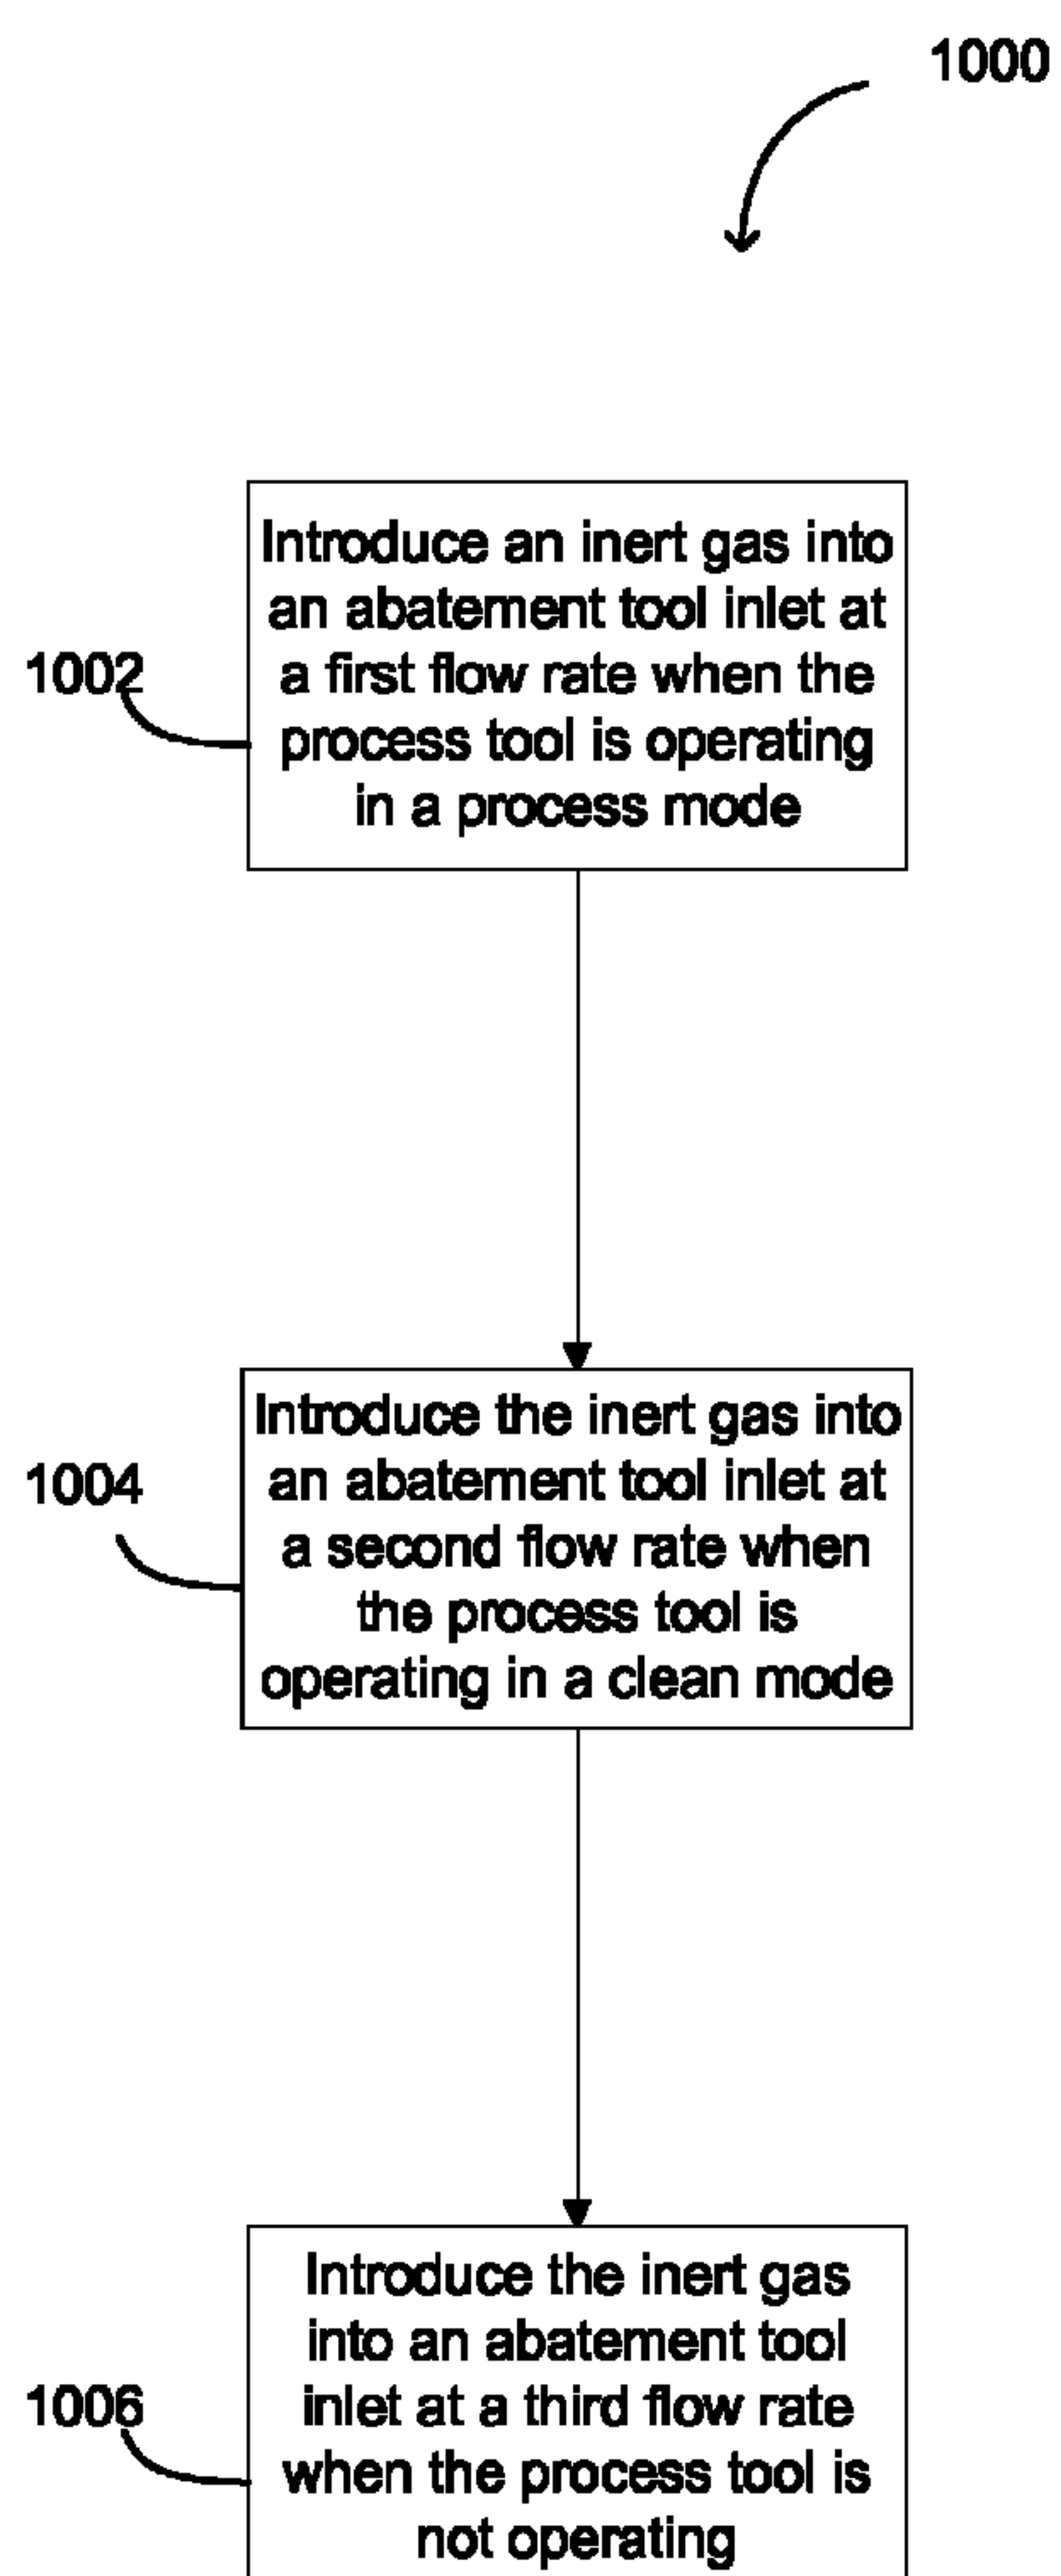 1000
Introduce an inert gas into
an abatement tool inlet at
a first flow rate when the
process tool is operating
in a process mode
1002
Introduce the inert gas into
an abatement tool inlet at
a second flow rate when
the process tool is
operating in a clean mode
1004
Introduce the inert gas
into an abatement tool
inlet at a third flow rate
when the process tool is
not operating
1006